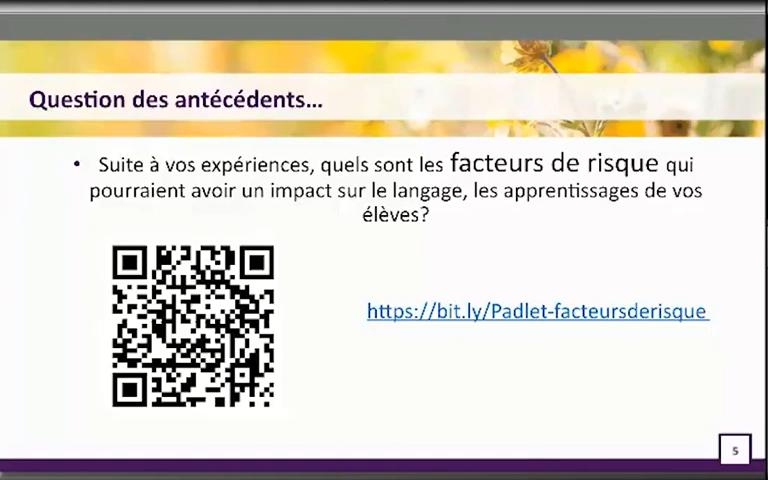 Question des antécédents...
• Suite à vos expériences, quels sont les facteurs de risque qui
pourraient avoir un impact sur le langage, les apprentissages de vos
élèves?
https://bit.ly/Padlet-facteursderisque
5